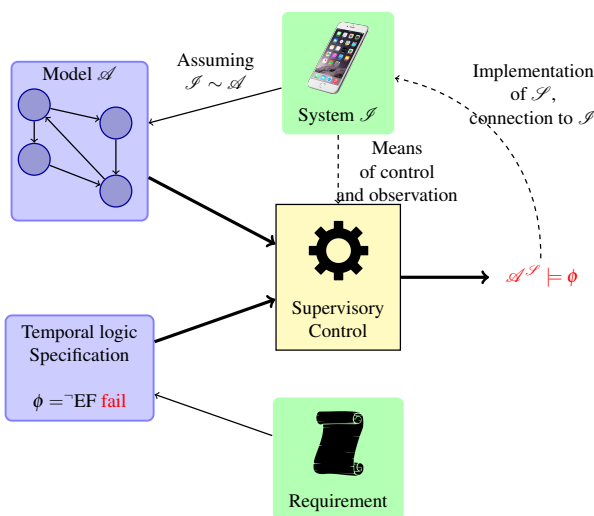 Model 𝒜
Assuming
ℐ ∼ 𝒜
System ℐ
Implementation
of 𝒮,
connection to ℐ
Means
of control
and observation
Supervisory
Control
𝒜^𝒮 ⊨ ϕ
Temporal logic
Specification
ϕ =¬EF fail
Requirement